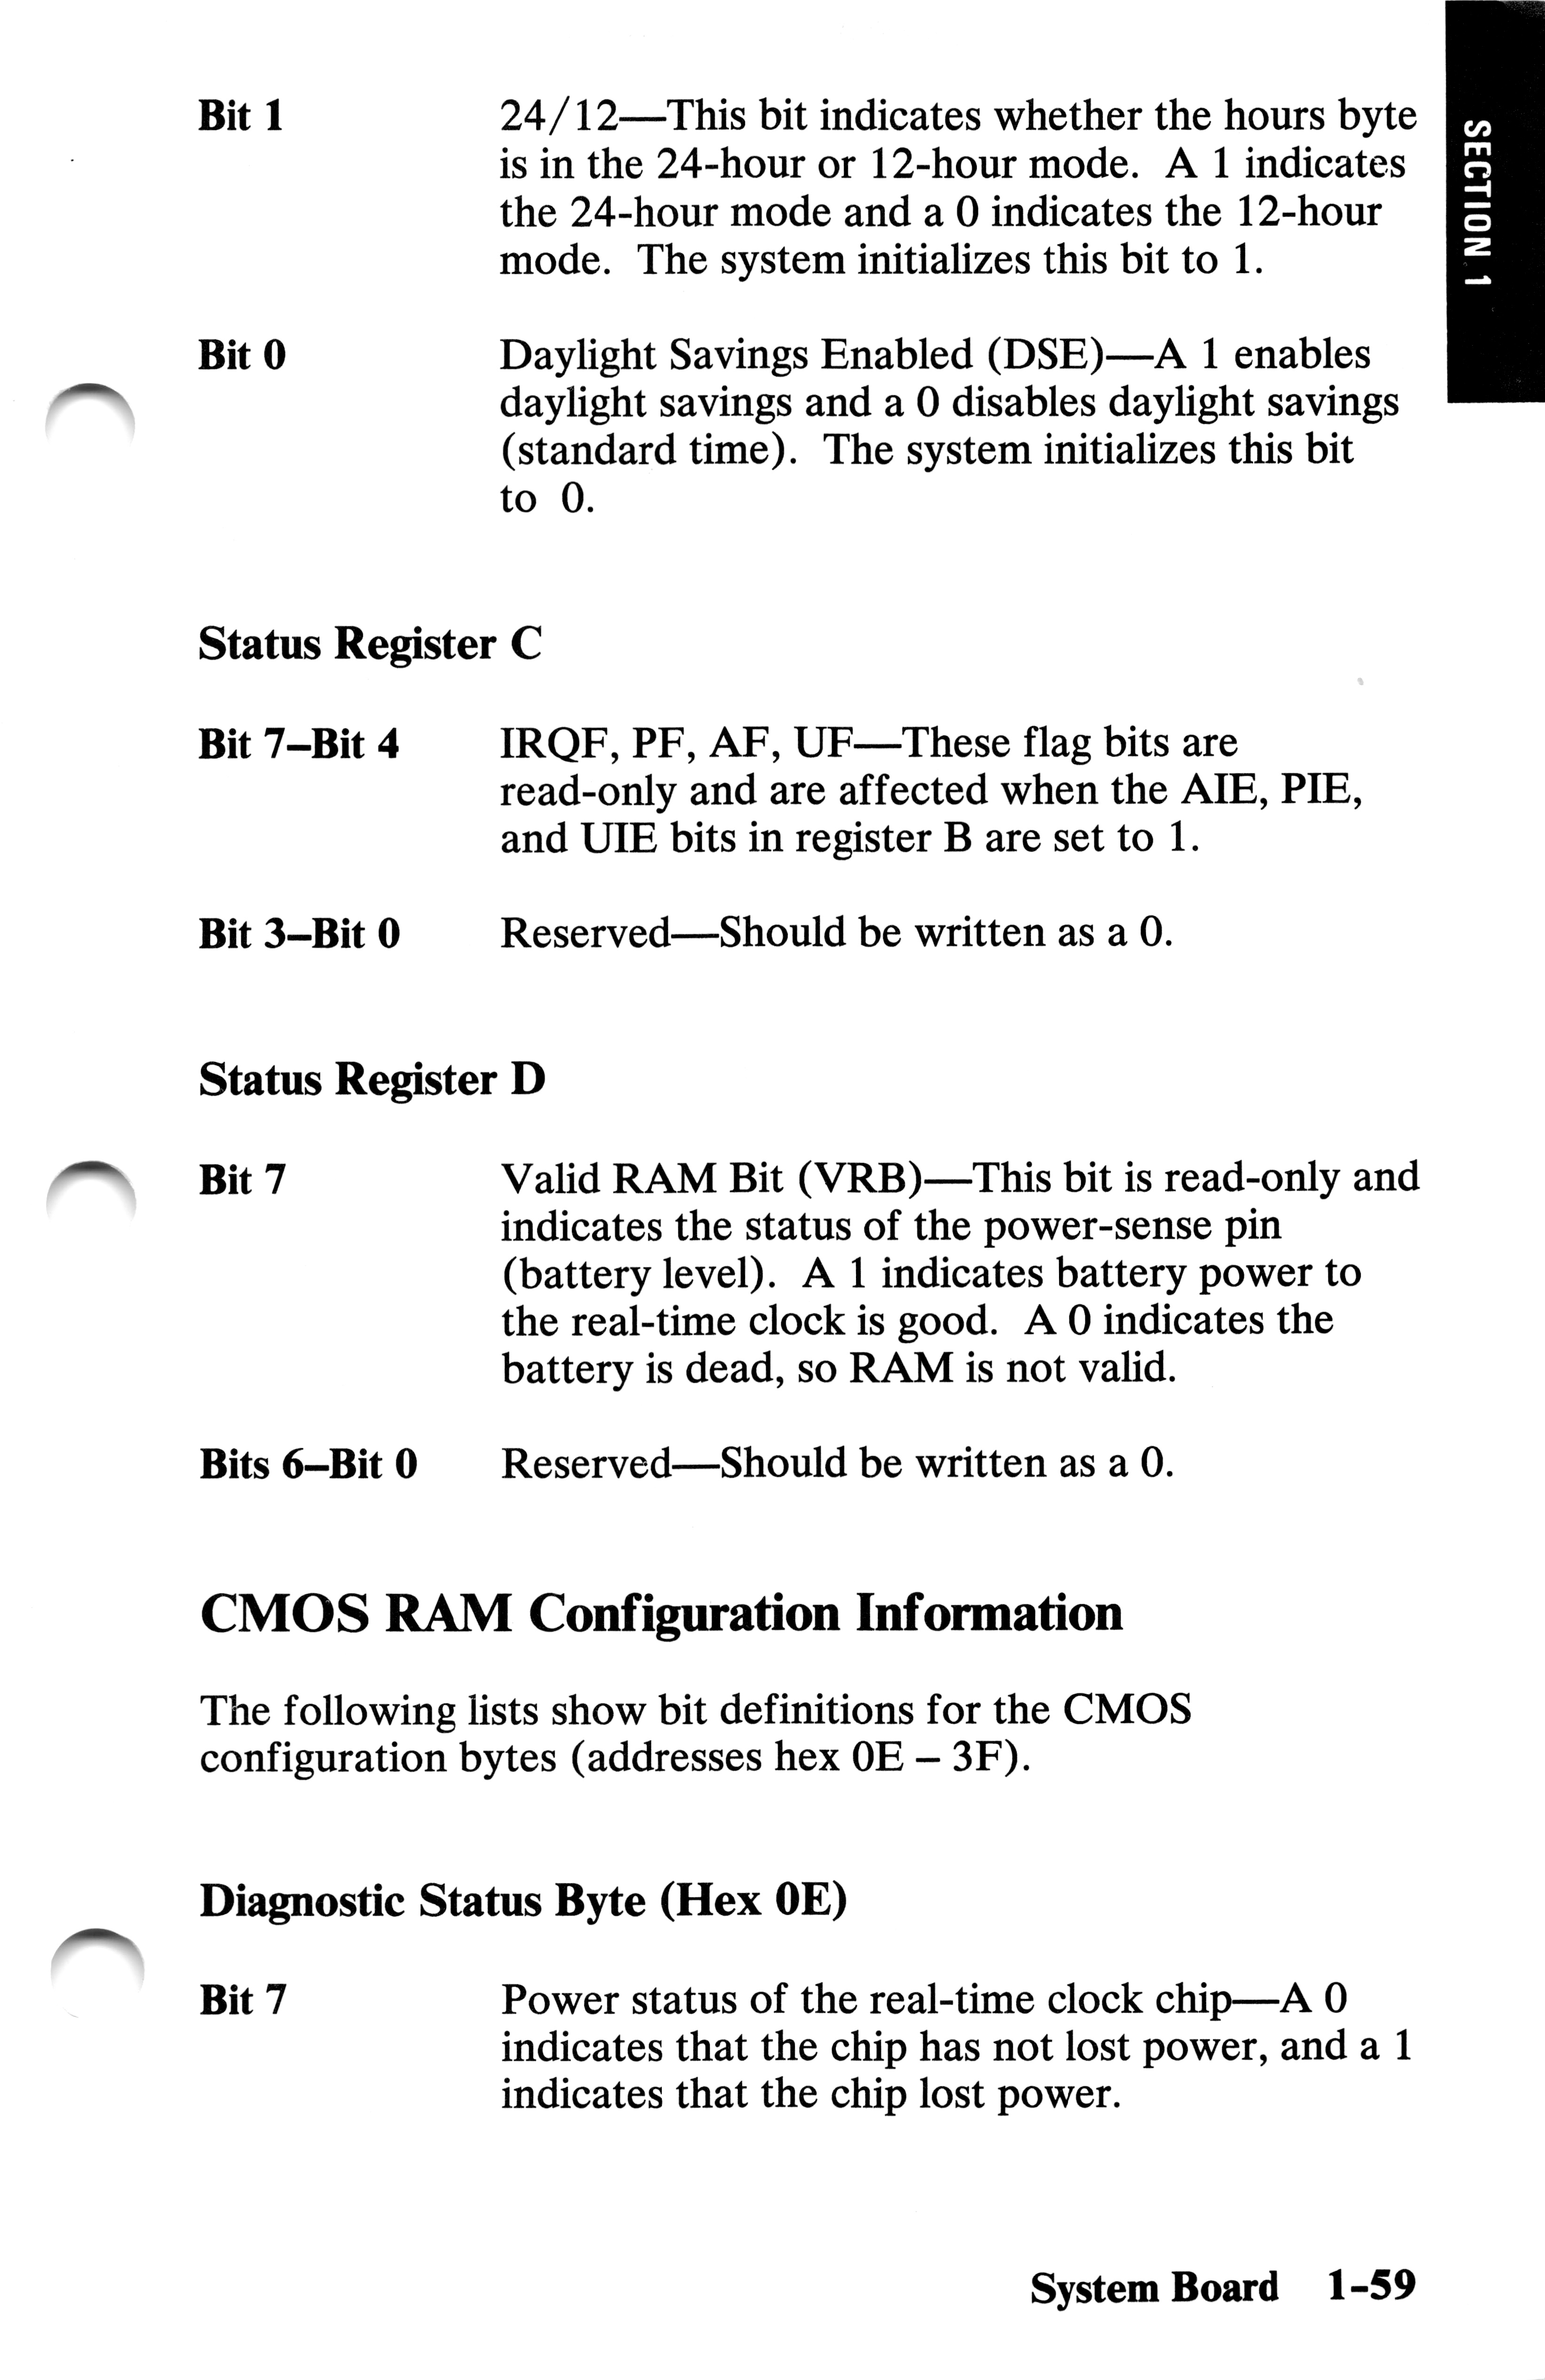 SECTION 1
Bit 1 24/12—This bit indicates whether the hours byte
is in the 24-hour or 12-hour mode. A 1 indicates
the 24-hour mode and a 0 indicates the 12-hour
mode. The system initializes this bit to 1.
Bit 0 Daylight Savings Enabled (DSE)—A 1 enables
daylight savings and a 0 disables daylight savings
(standard time). The system initializes this bit
to 0.
Status Register C
Bit 7–Bit 4 IRQF, PF, AF, UF—These flag bits are
read-only and are affected when the AIE, PIE,
and UIE bits in register B are set to 1.
Bit 3–Bit 0 Reserved—Should be written as a 0.
Status Register D
Bit 7 Valid RAM Bit (VRB)—This bit is read-only and
indicates the status of the power-sense pin
(battery level). A 1 indicates battery power to
the real-time clock is good. A 0 indicates the
battery is dead, so RAM is not valid.
Bits 6–Bit 0 Reserved—Should be written as a 0.
CMOS RAM Configuration Information
The following lists show bit definitions for the CMOS
configuration bytes (addresses hex 0E – 3F).
Diagnostic Status Byte (Hex 0E)
Bit 7 Power status of the real-time clock chip—A 0
indicates that the chip has not lost power, and a 1
indicates that the chip lost power.
System Board 1-59